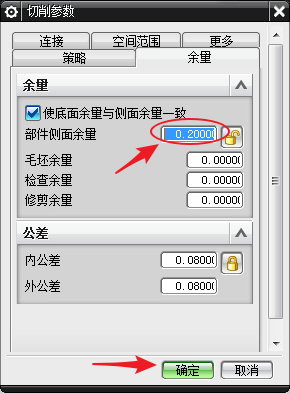 切削参数
连接 空间范围 更多
策略 余量
余量
使底面余量与侧面余量一致
部件侧面余量 0.2000
毛坯余量 0.0000
检查余量 0.0000
修剪余量 0.0000
公差
内公差 0.0800
外公差 0.0800
确定 取消